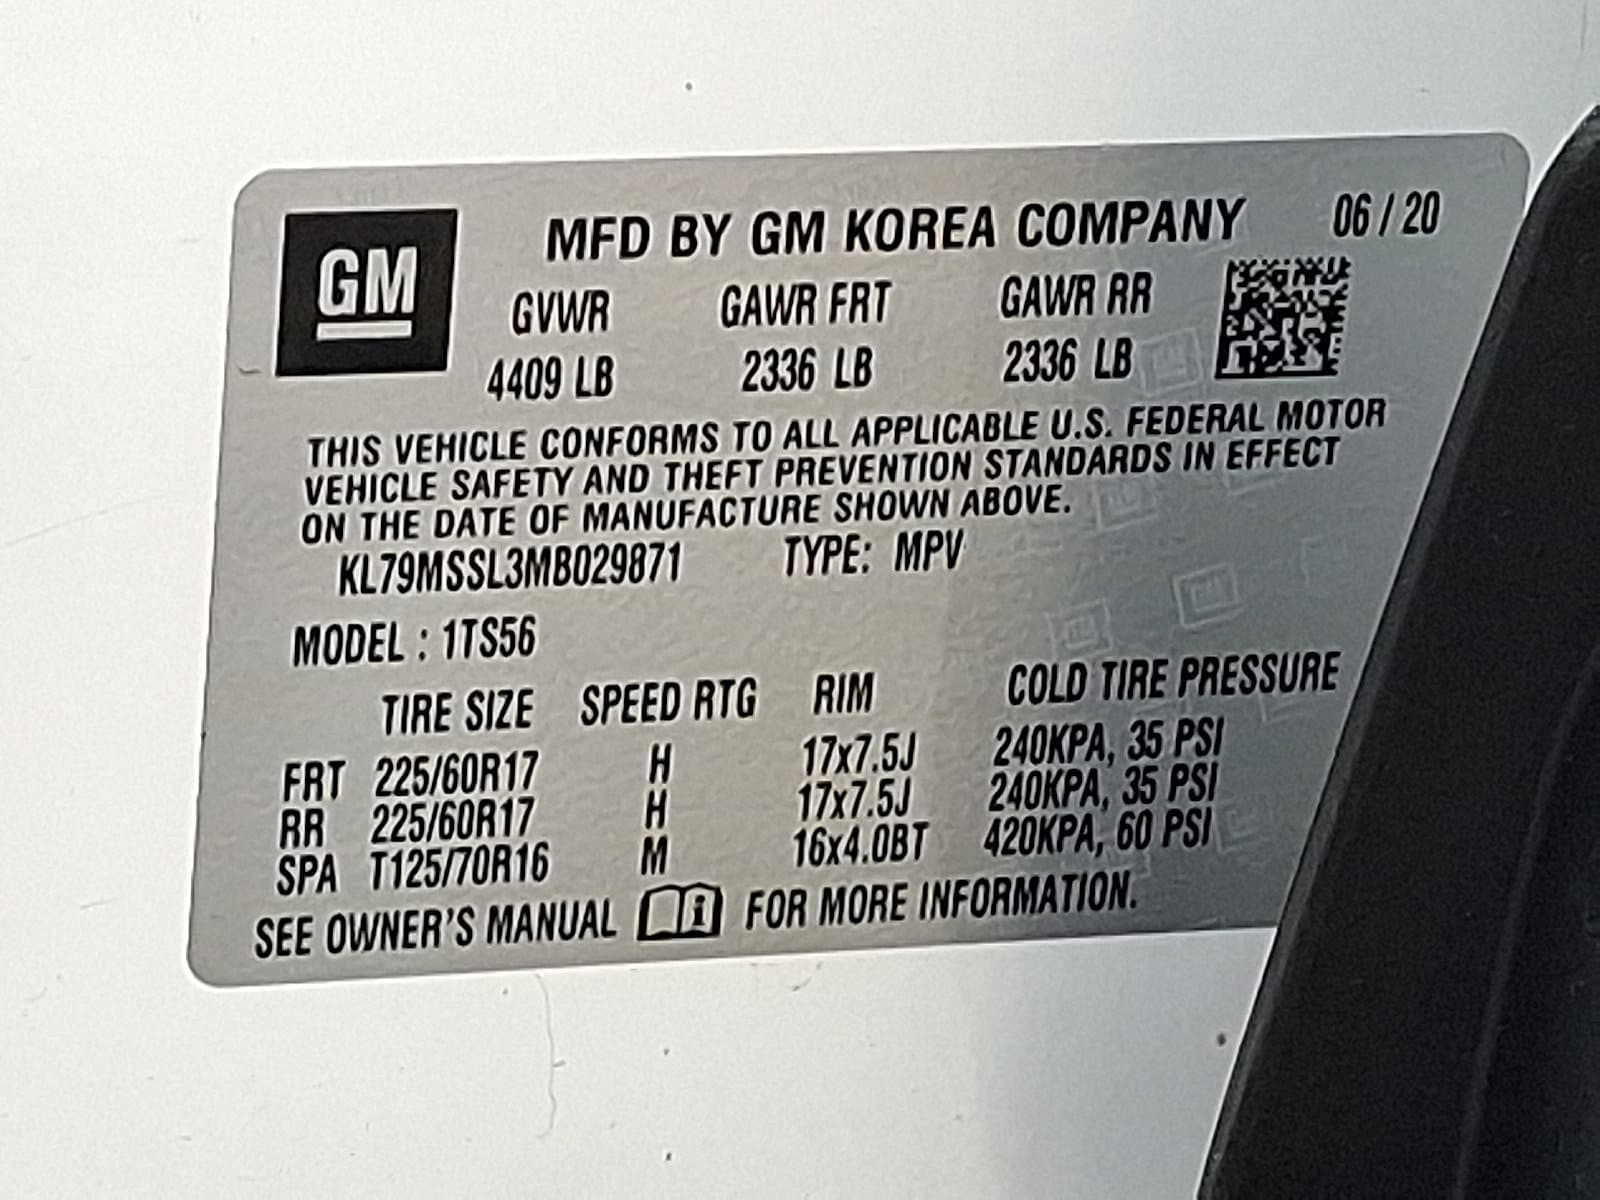 GM
MFD BY GM KOREA COMPANY 06 / 20
GVWR GAWR FRT GAWR RR
4409 LB 2336 LB 2336 LB
THIS VEHICLE CONFORMS TO ALL APPLICABLE U.S. FEDERAL MOTOR
VEHICLE SAFETY AND THEFT PREVENTION STANDARDS IN EFFECT
ON THE DATE OF MANUFACTURE SHOWN ABOVE.
KL79MSSL3MB029871 TYPE: MPV
MODEL : 1TS56
TIRE SIZE SPEED RTG RIM COLD TIRE PRESSURE
FRT 225/60R17 H 17x7.5J 240KPA, 35 PSI
RR 225/60R17 H 17x7.5J 240KPA, 35 PSI
SPA T125/70R16 M 16x4.0BT 420KPA, 60 PSI
SEE OWNER'S MANUAL i FOR MORE INFORMATION.